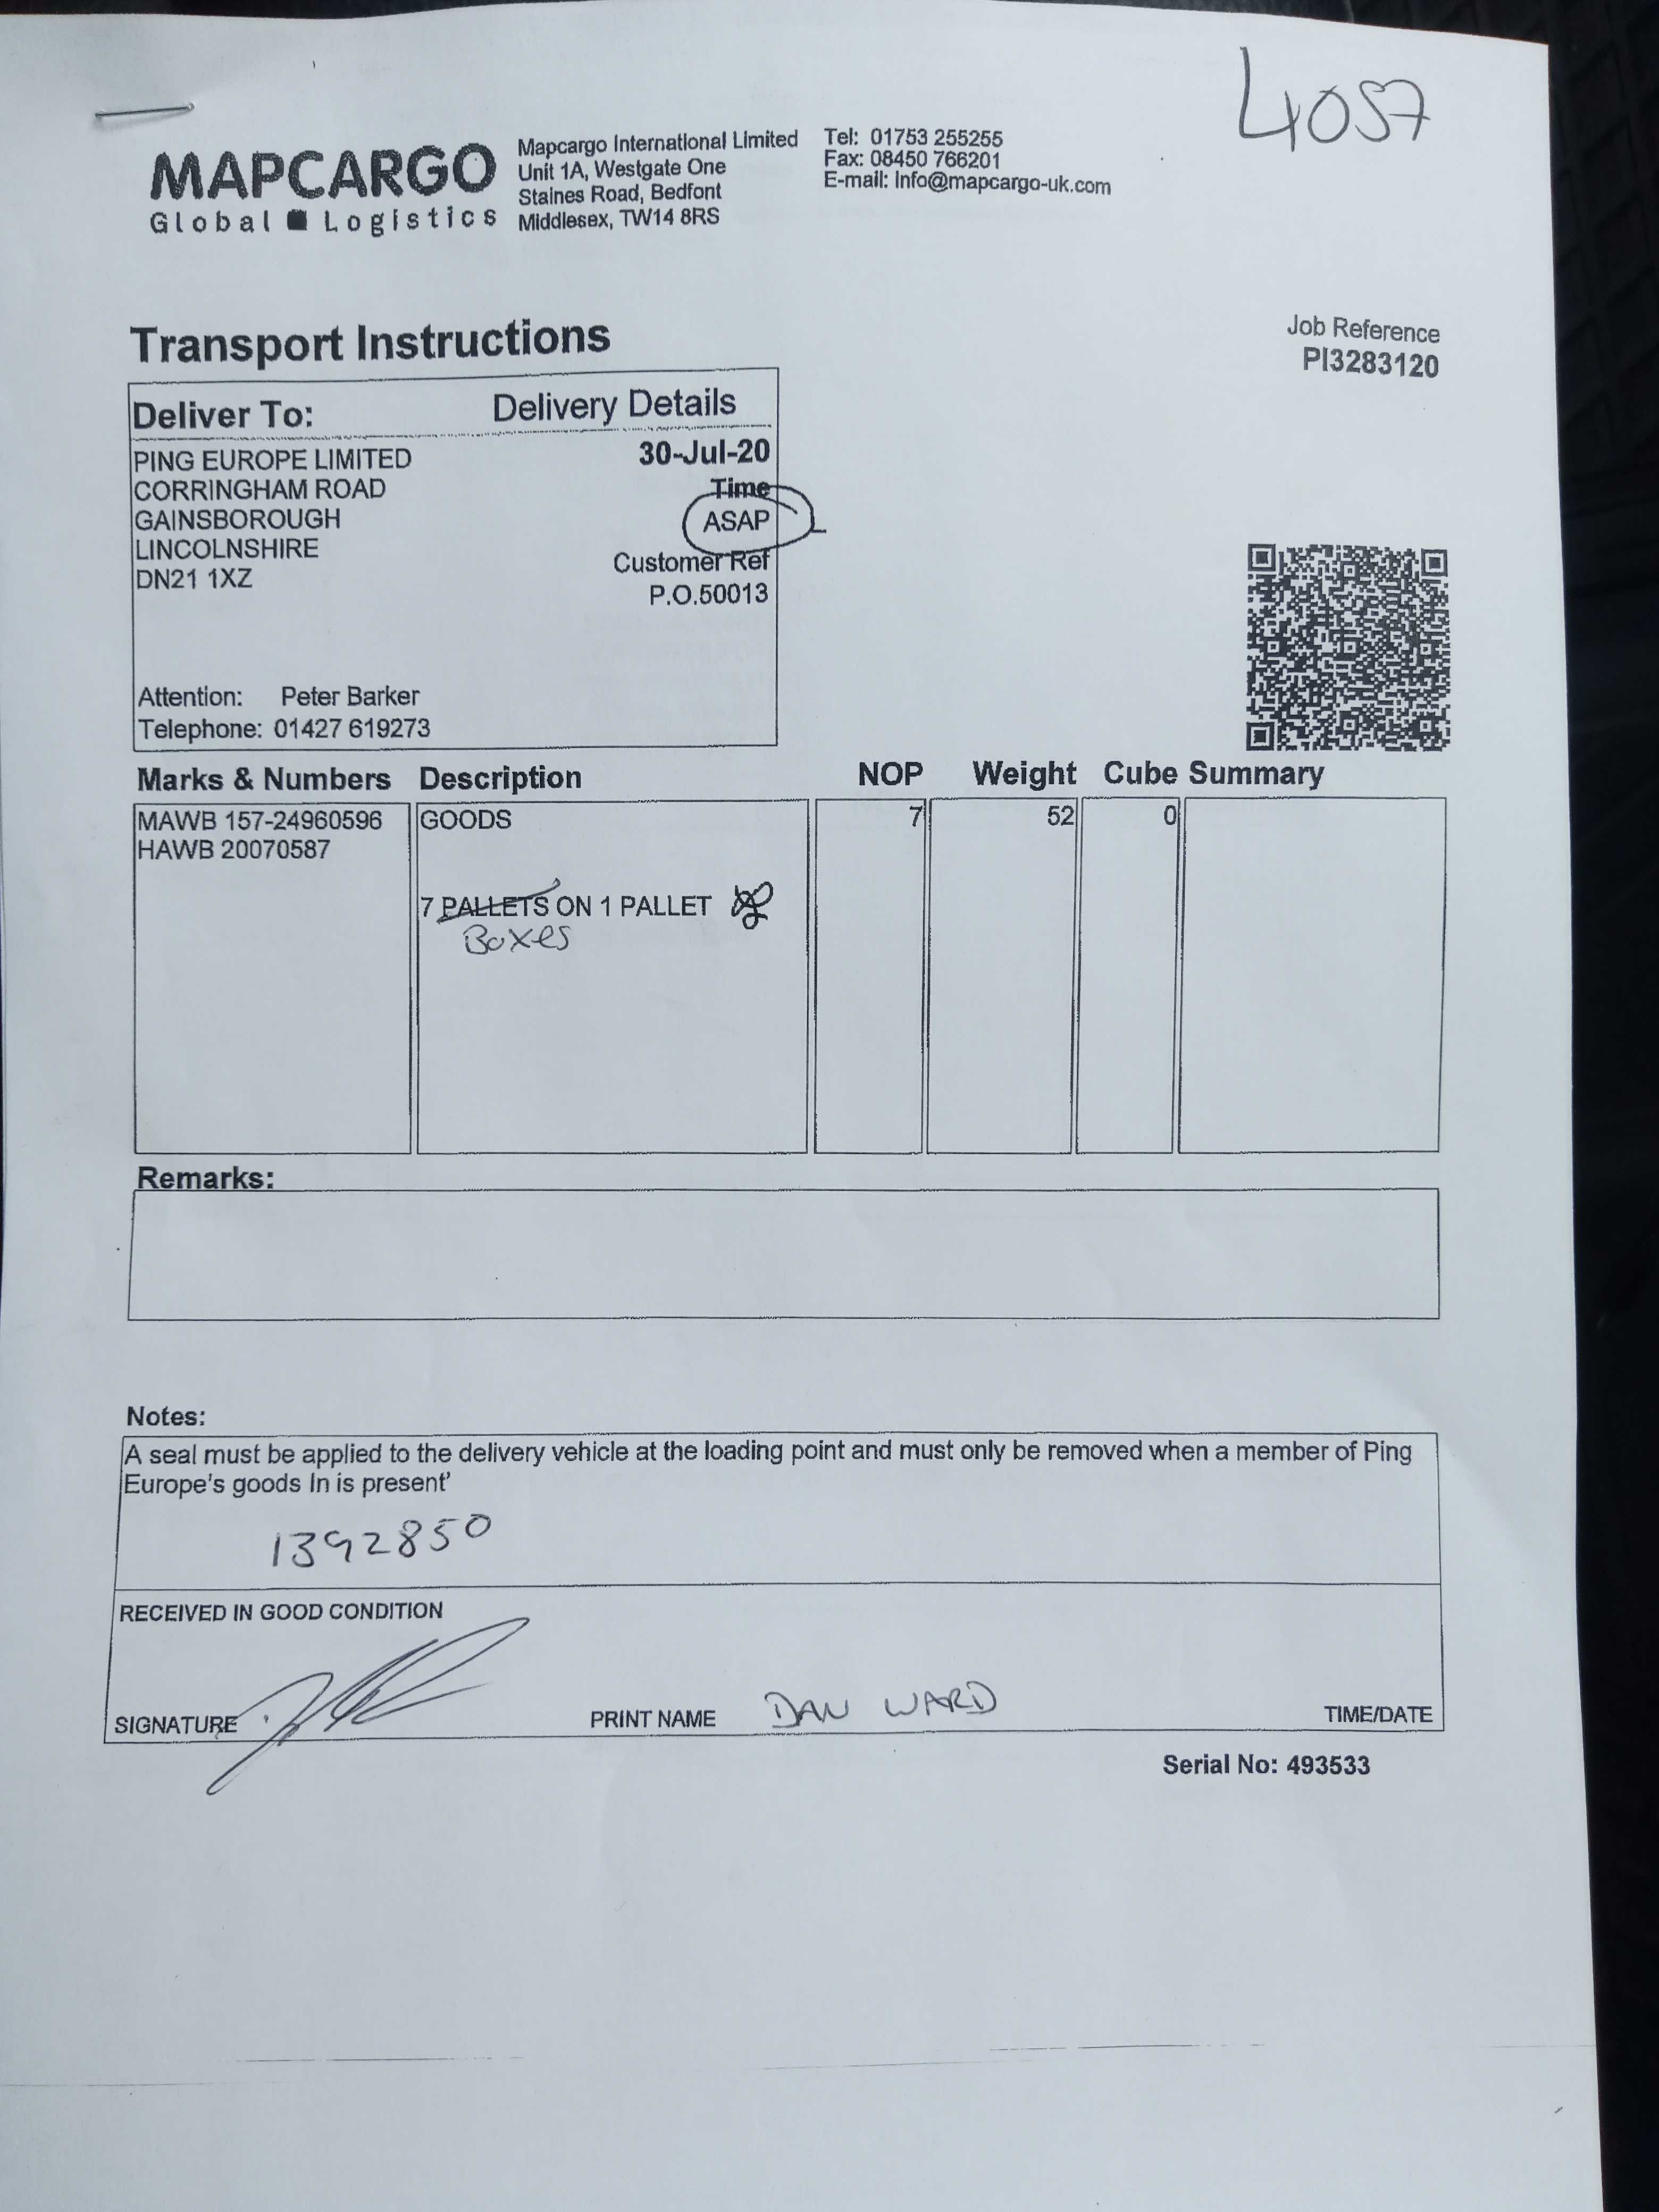 4057
MAPCARGO
Global Logistics
Mapcargo International Limited
Unit 1A, Westgate One
Staines Road, Bedfont
Middlesex, TW14 8RS
Tel: 01753 255255
Fax: 08450 766201
E-mail: Info@mapcargo-uk.com
Transport Instructions
Job Reference
PI3283120
Deliver To: Delivery Details
PING EUROPE LIMITED 30-Jul-20
CORRINGHAM ROAD Time
GAINSBOROUGH ASAP
LINCOLNSHIRE Customer Ref
DN21 1XZ P.O.50013
Attention: Peter Barker
Telephone: 01427 619273
Marks & Numbers Description NOP Weight Cube Summary
MAWB 157-24960596 GOODS 7 52 0
HAWB 20070587
7 PALLETS ON 1 PALLET
Boxes
Remarks:
Notes:
A seal must be applied to the delivery vehicle at the loading point and must only be removed when a member of Ping
Europe's goods In is present'
1392850
RECEIVED IN GOOD CONDITION
SIGNATURE PRINT NAME DAN WARD TIME/DATE
Serial No: 493533